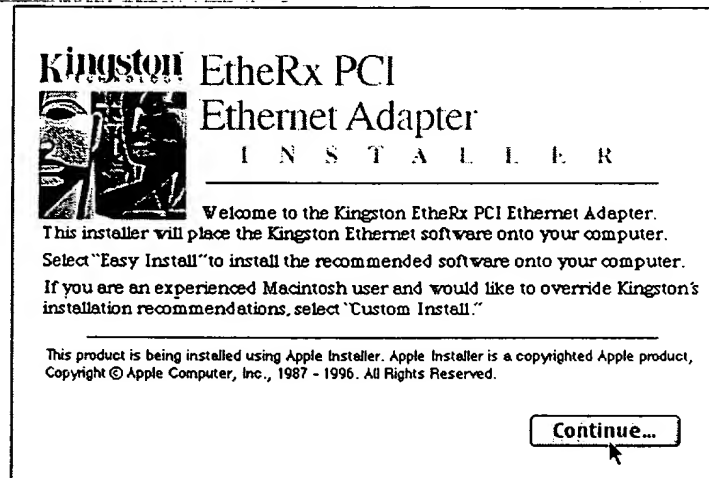 Kingston
TECHNOLOGY
EtheRx PCI
Ethernet Adapter
INSTALLER
Welcome to the Kingston EtheRx PCI Ethernet Adapter.
This installer will place the Kingston Ethernet software onto your computer.
Select "Easy Install" to install the recommended software onto your computer.
If you are an experienced Macintosh user and would like to override Kingston's
installation recommendations, select "Custom Install."
This product is being installed using Apple Installer. Apple Installer is a copyrighted Apple product,
Copyright © Apple Computer, Inc., 1987 - 1996. All Rights Reserved.
Continue...